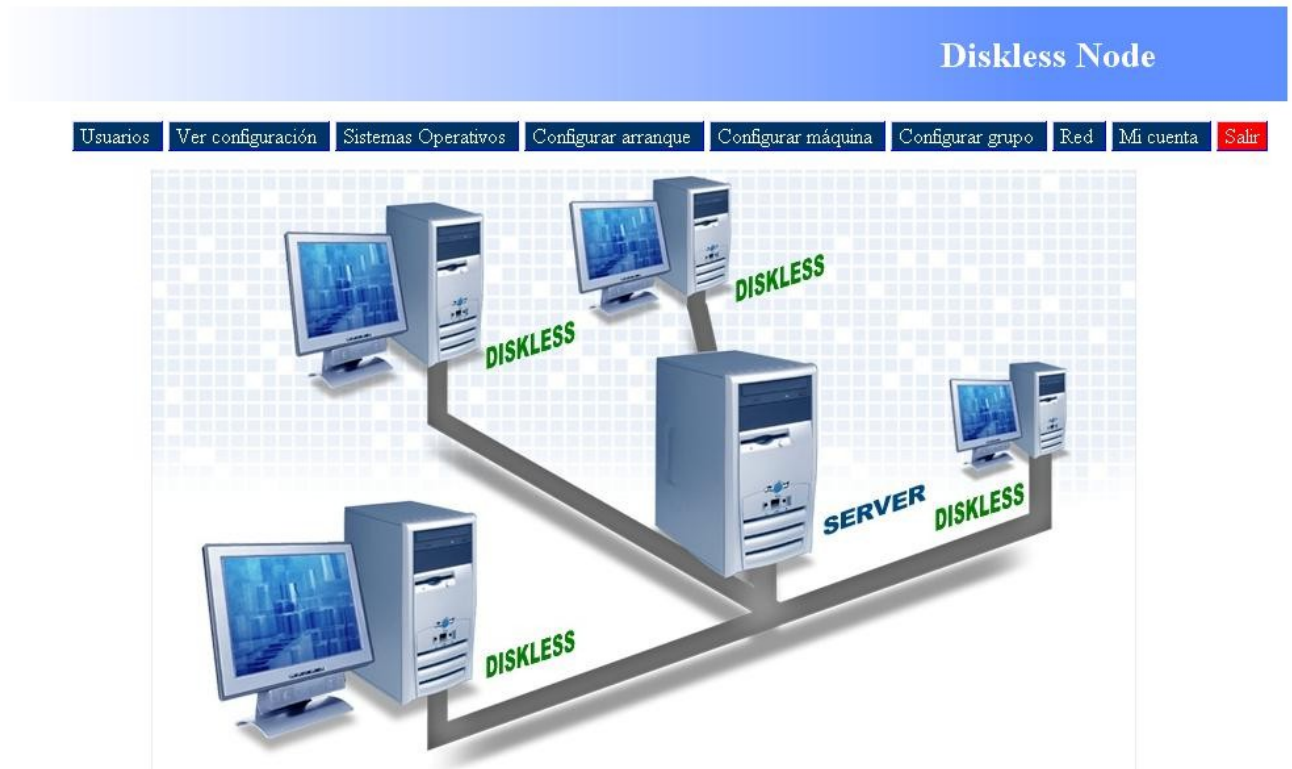 Diskless Node
Usuarios Ver configuración Sistemas Operativos Configurar arranque Configurar máquina Configurar grupo Red Mi cuenta Salir
DISKLESS
DISKLESS
SERVER
DISKLESS
DISKLESS